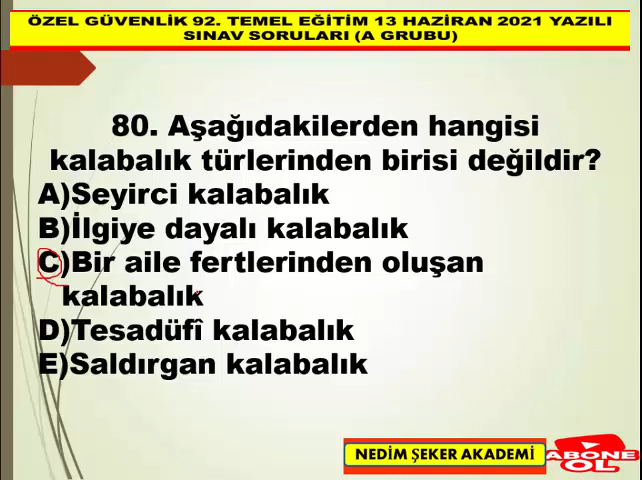 ÖZEL GÜVENLİK 92. TEMEL EĞİTİM 13 HAZİRAN 2021 YAZILI
SINAV SORULARI (A GRUBU)
80. Aşağıdakilerden hangisi
kalabalık türlerinden birisi değildir?
A)Seyirci kalabalık
B)İlgiye dayalı kalabalık
C)Bir aile fertlerinden oluşan
kalabalık
D)Tesadüfî kalabalık
E)Saldırgan kalabalık
NEDİM ŞEKER AKADEMİ
ABONE
OL